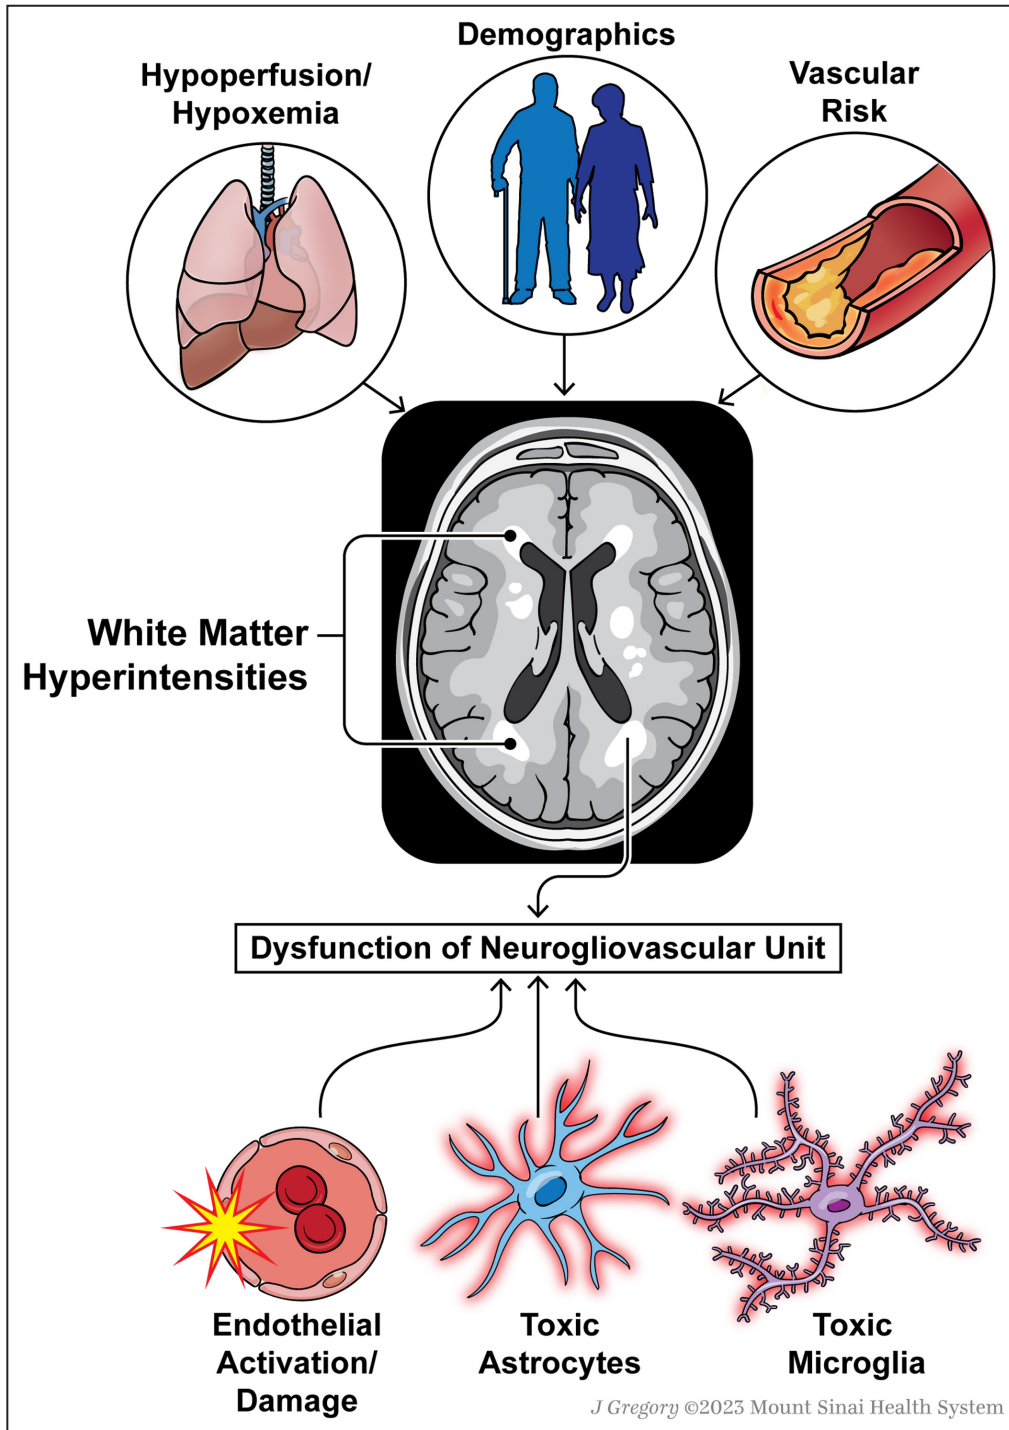 Demographics
Hypoperfusion/
Hypoxemia
Vascular
Risk
White Matter
Hyperintensities
Dysfunction of Neurogliovascular Unit
Endothelial
Activation/
Damage
Toxic
Astrocytes
Toxic
Microglia
J Gregory ©2023 Mount Sinai Health System